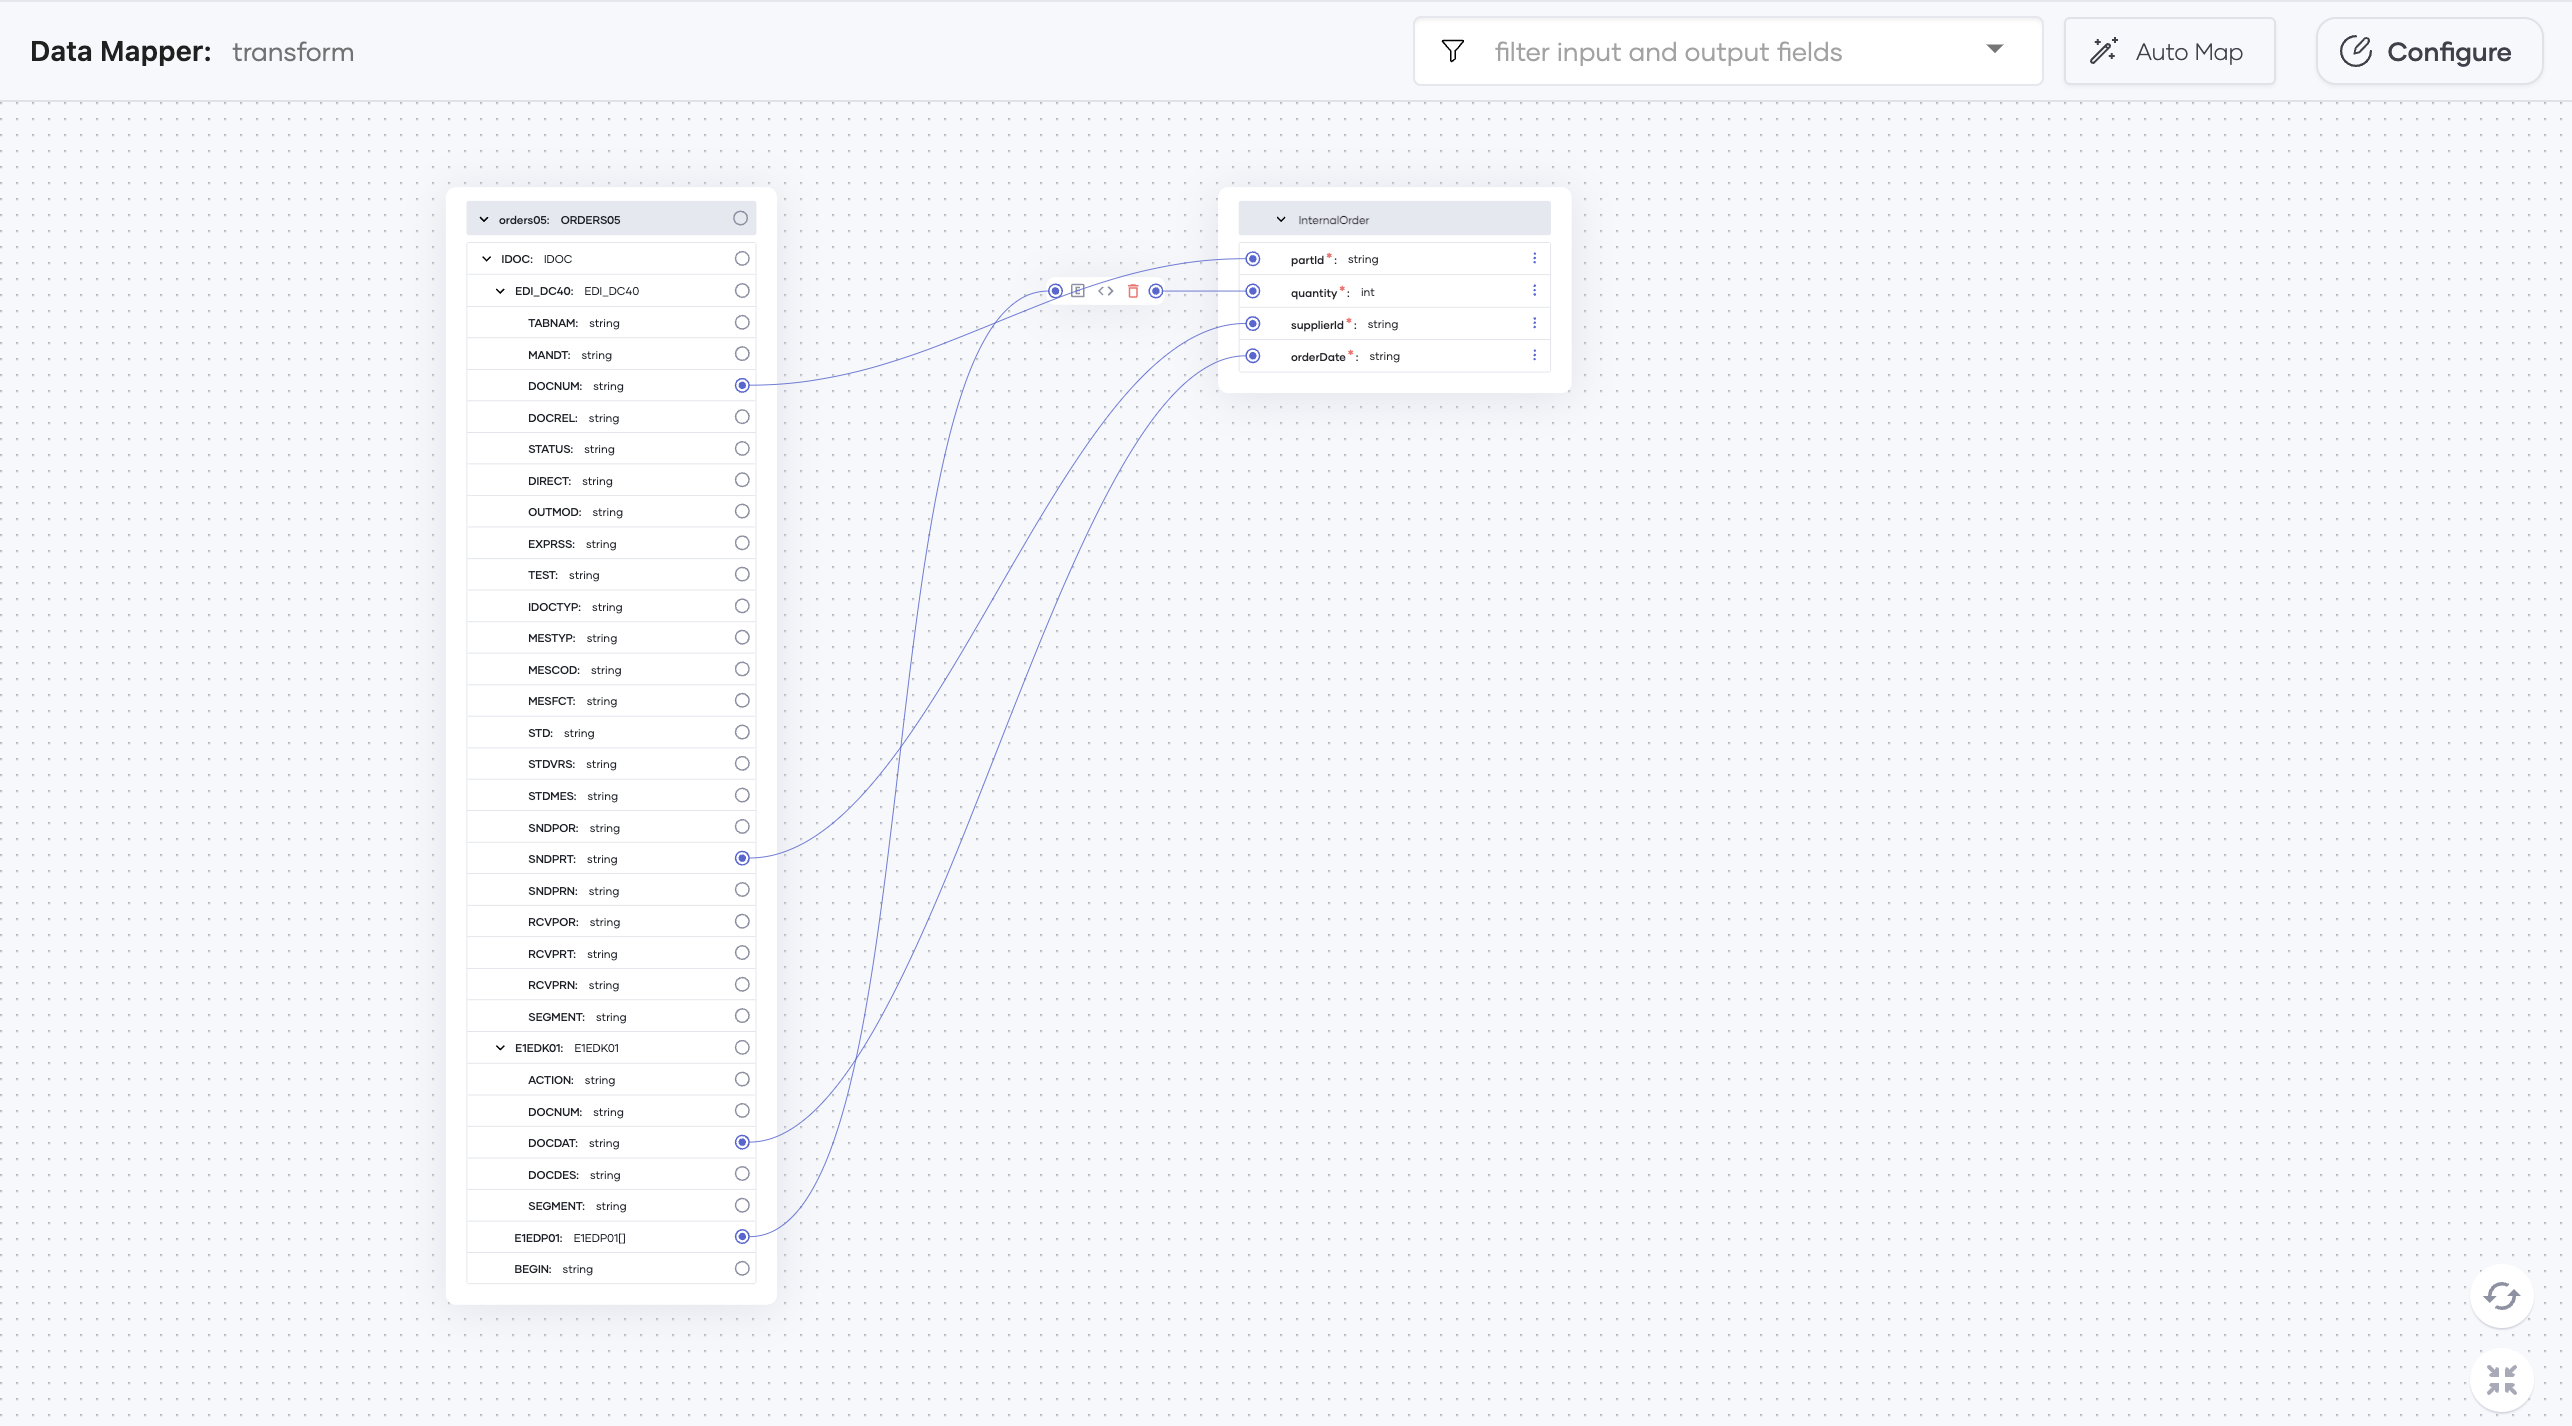 Data Mapper: transform
filter input and output fields
Auto Map
Configure
orders05: ORDERS05
IDOC: IDOC
EDI_DC40: EDI_DC40
TABNAM: string
MANDT: string
DOCNUM: string
DOCREL: string
STATUS: string
DIRECT: string
OUTMOD: string
EXPRSS: string
TEST: string
IDOCTYP: string
MESTYP: string
MESCOD: string
MESFCT: string
STD: string
STDVRS: string
STDMES: string
SNDPOR: string
SNDPRT: string
SNDPRN: string
RCVPOR: string
RCVPRT: string
RCVPRN: string
SEGMENT: string
E1EDK01: E1EDK01
ACTION: string
DOCNUM: string
DOCDAT: string
DOCDES: string
SEGMENT: string
E1EDP01: E1EDP01[]
BEGIN: string
E <>
InternalOrder
partId*: string
quantity*: int
supplierId*: string
orderDate*: string